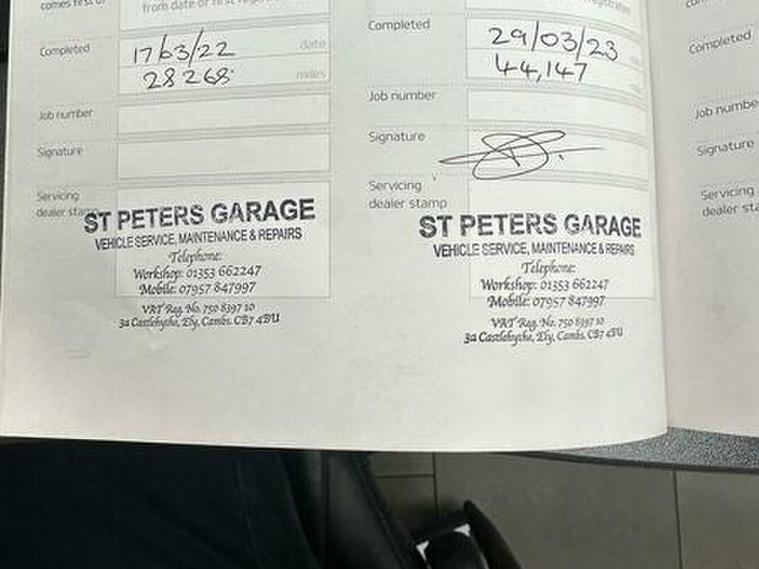 comes first or
from date of first
Completed
17/03/22
date
28268
miles
Job number
Signature
Servicing
dealer stamp
ST PETERS GARAGE
VEHICLE SERVICE, MAINTENANCE & REPAIRS
Telephone:
Workshop: 01353 662247
Mobile: 07957 847997
VAT Reg. No. 750 8397 10
3a Castlehythe, Ely, Cambs. CB7 4BU
Completed
29/03/23
44,147
Job number
Signature
Servicing
dealer stamp
ST PETERS GARAGE
VEHICLE SERVICE, MAINTENANCE & REPAIRS
Telephone:
Workshop: 01353 662247
Mobile: 07957 847997
VAT Reg. No. 750 8397 10
3a Castlehythe, Ely, Cambs. CB7 4BU
Completed
Job numbe
Signature
Servicing
dealer sta